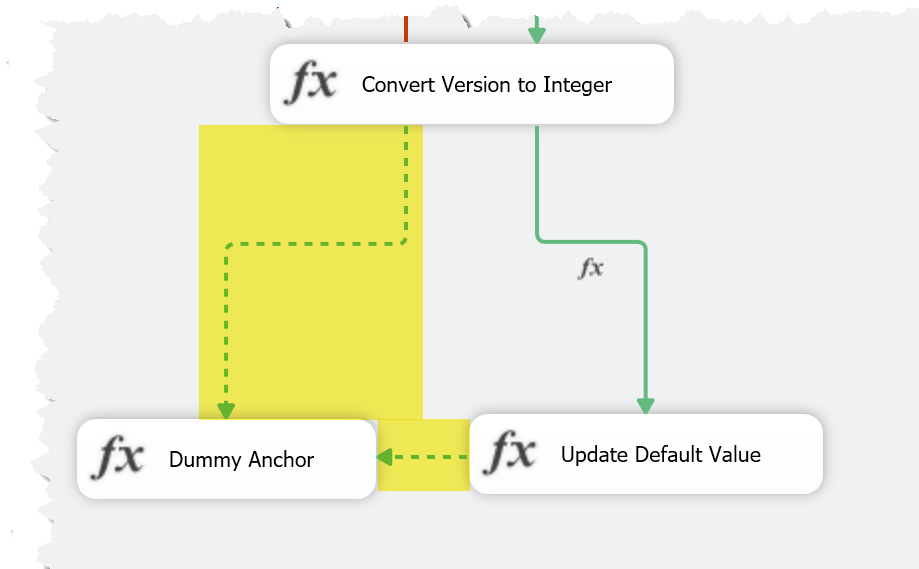 fx Convert Version to Integer
fx
fx Dummy Anchor
fx Update Default Value